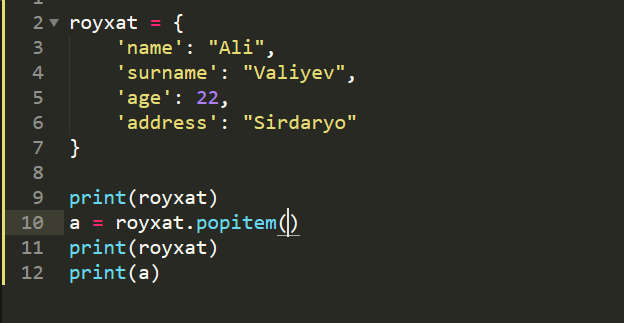 2 royxat = {
3 'name': "Ali",
4 'surname': "Valiyev",
5 'age': 22,
6 'address': "Sirdaryo"
7 }
8
9 print(royxat)
10 a = royxat.popitem()
11 print(royxat)
12 print(a)